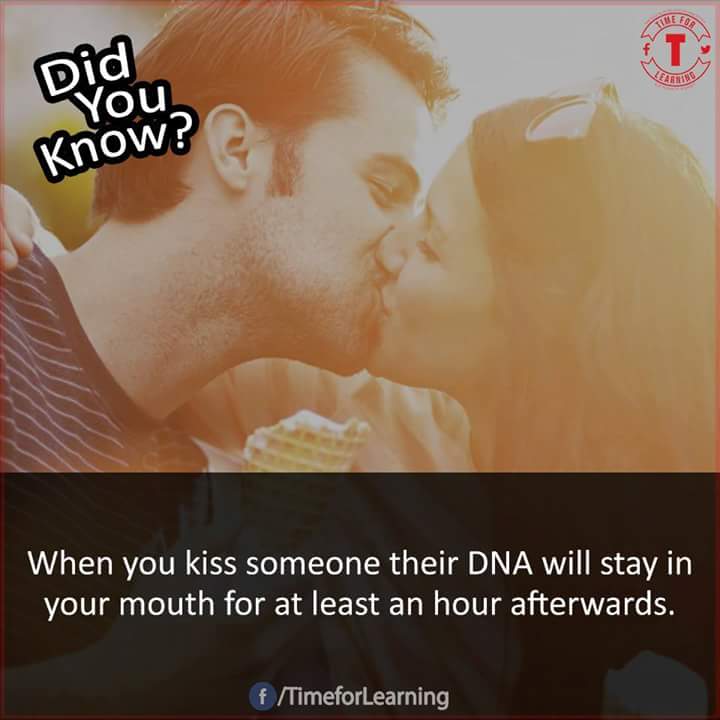 Did
You
Know?
TIME FOR
f T
LEARNING
When you kiss someone their DNA will stay in
your mouth for at least an hour afterwards.
f /TimeforLearning